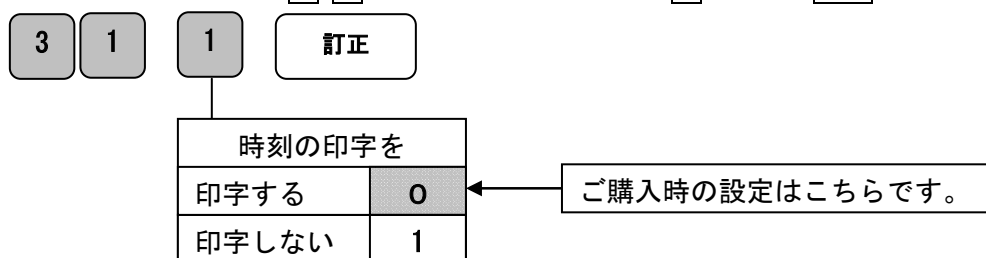 3 1 1 訂正
時刻の印字を
印字する 0 ご購入時の設定はこちらです。
印字しない 1